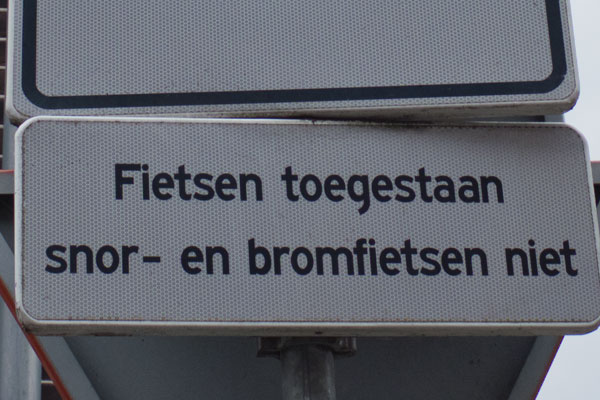 Fietsen toegestaan
snor- en bromfietsen niet